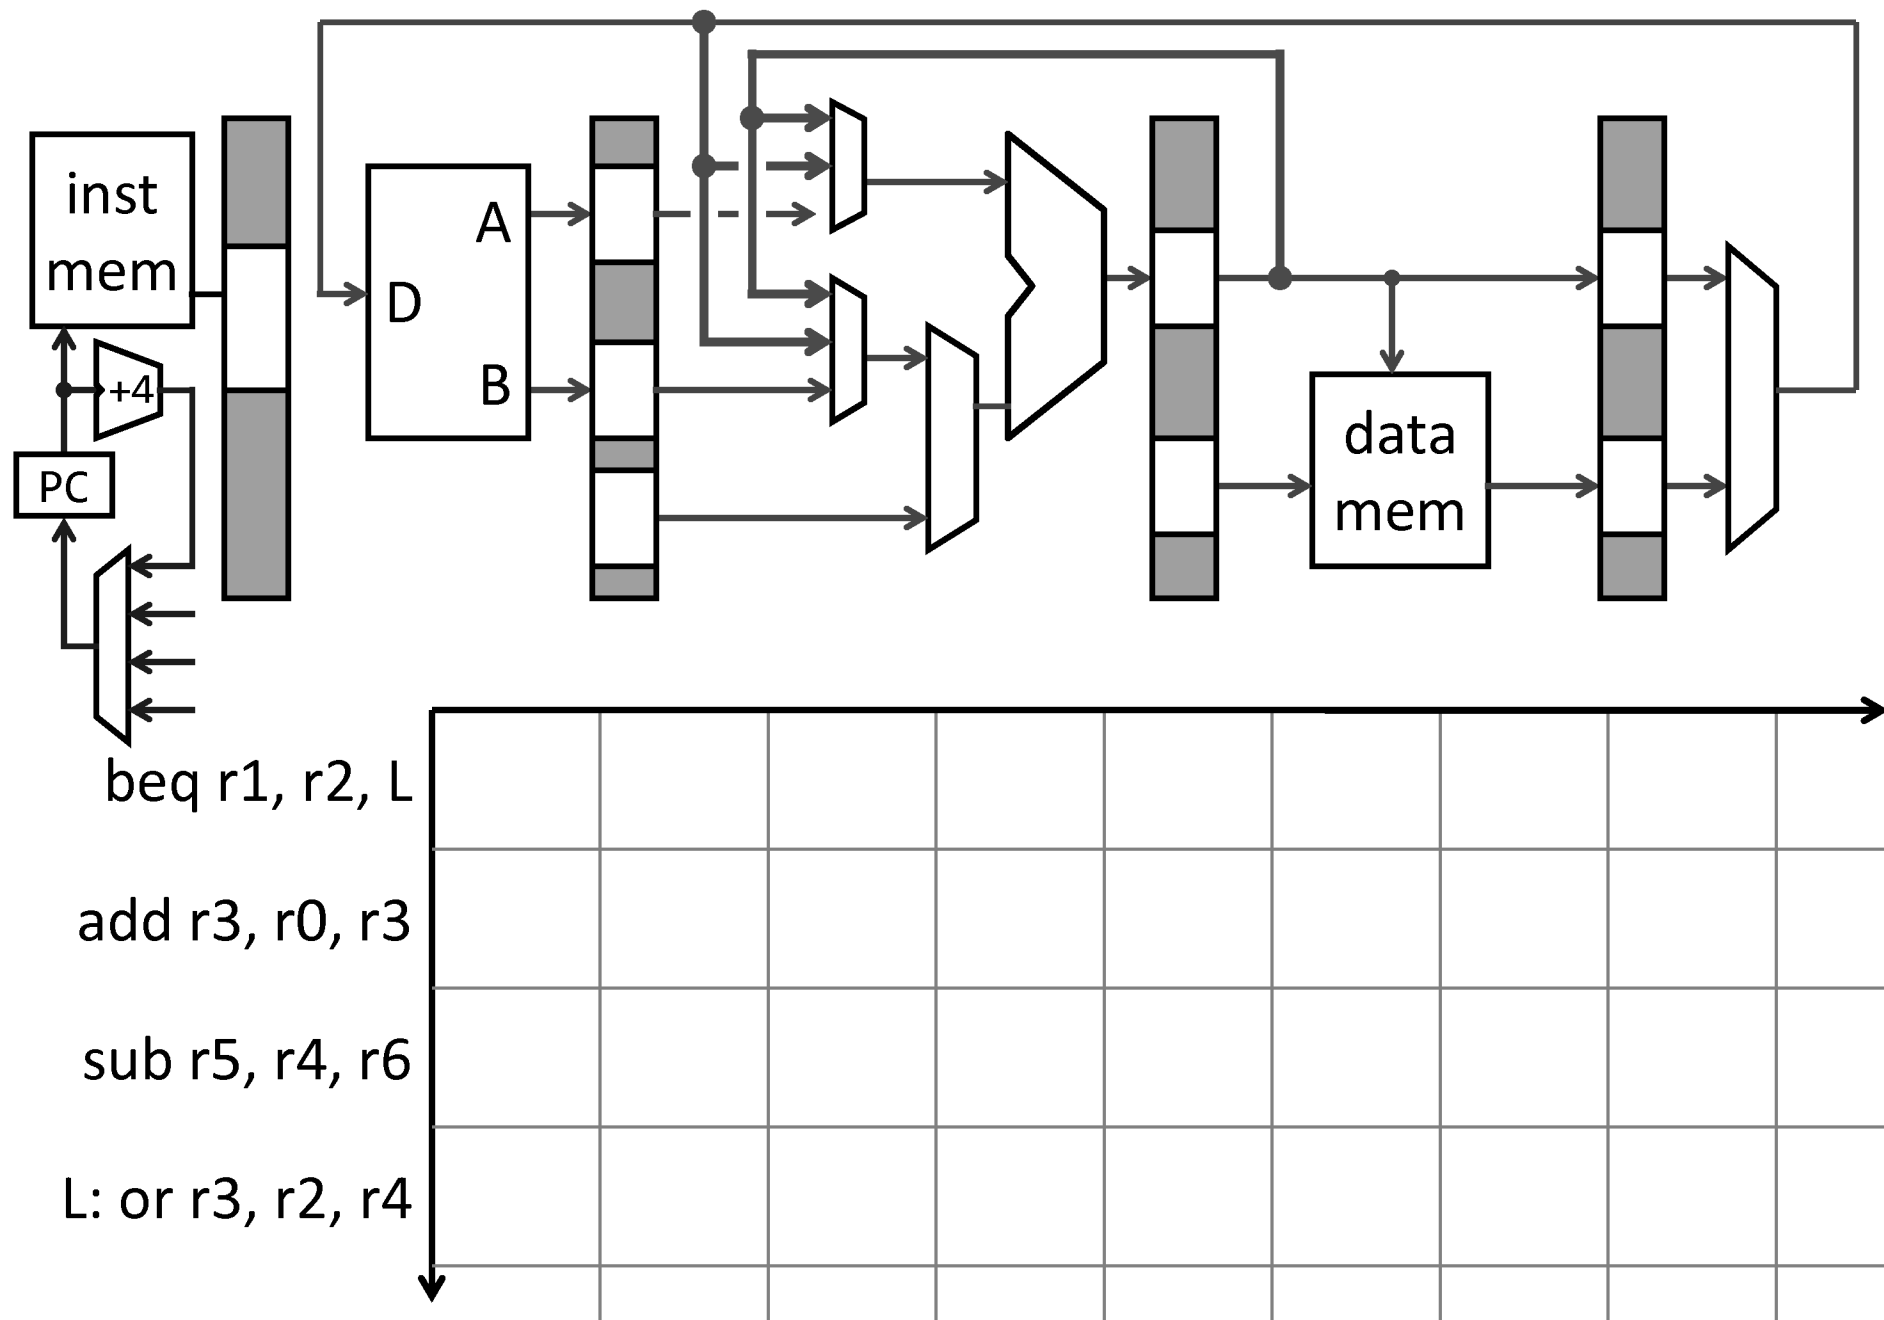 inst
mem
+4
PC
A
D
B
data
mem
beq r1, r2, L
add r3, r0, r3
sub r5, r4, r6
L: or r3, r2, r4